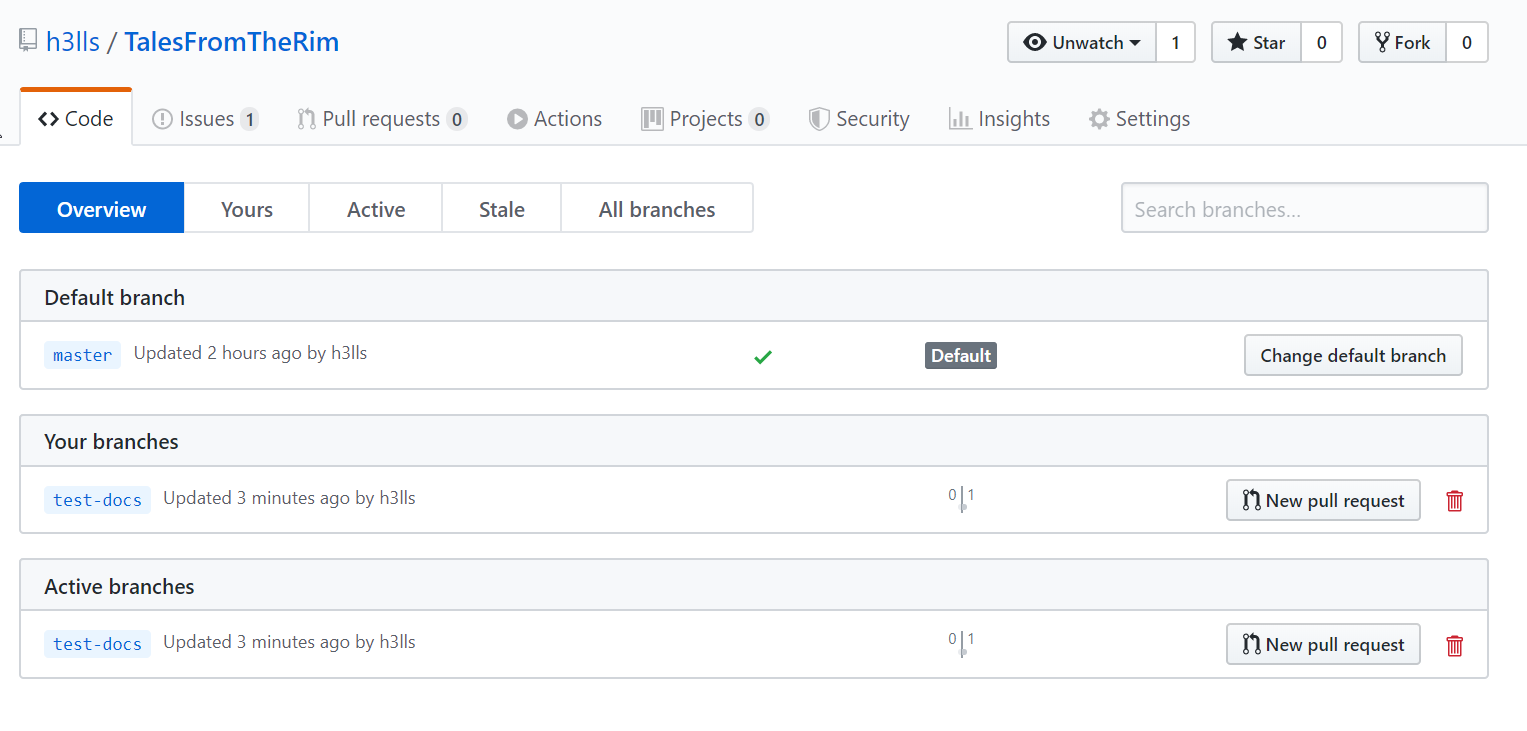 h3lls / TalesFromTheRim
Unwatch 1 Star 0 Fork 0
Code Issues 1 Pull requests 0 Actions Projects 0 Security Insights Settings
Overview Yours Active Stale All branches Search branches...
Default branch
master Updated 2 hours ago by h3lls Default Change default branch
Your branches
test-docs Updated 3 minutes ago by h3lls 0 1 New pull request
Active branches
test-docs Updated 3 minutes ago by h3lls 0 1 New pull request